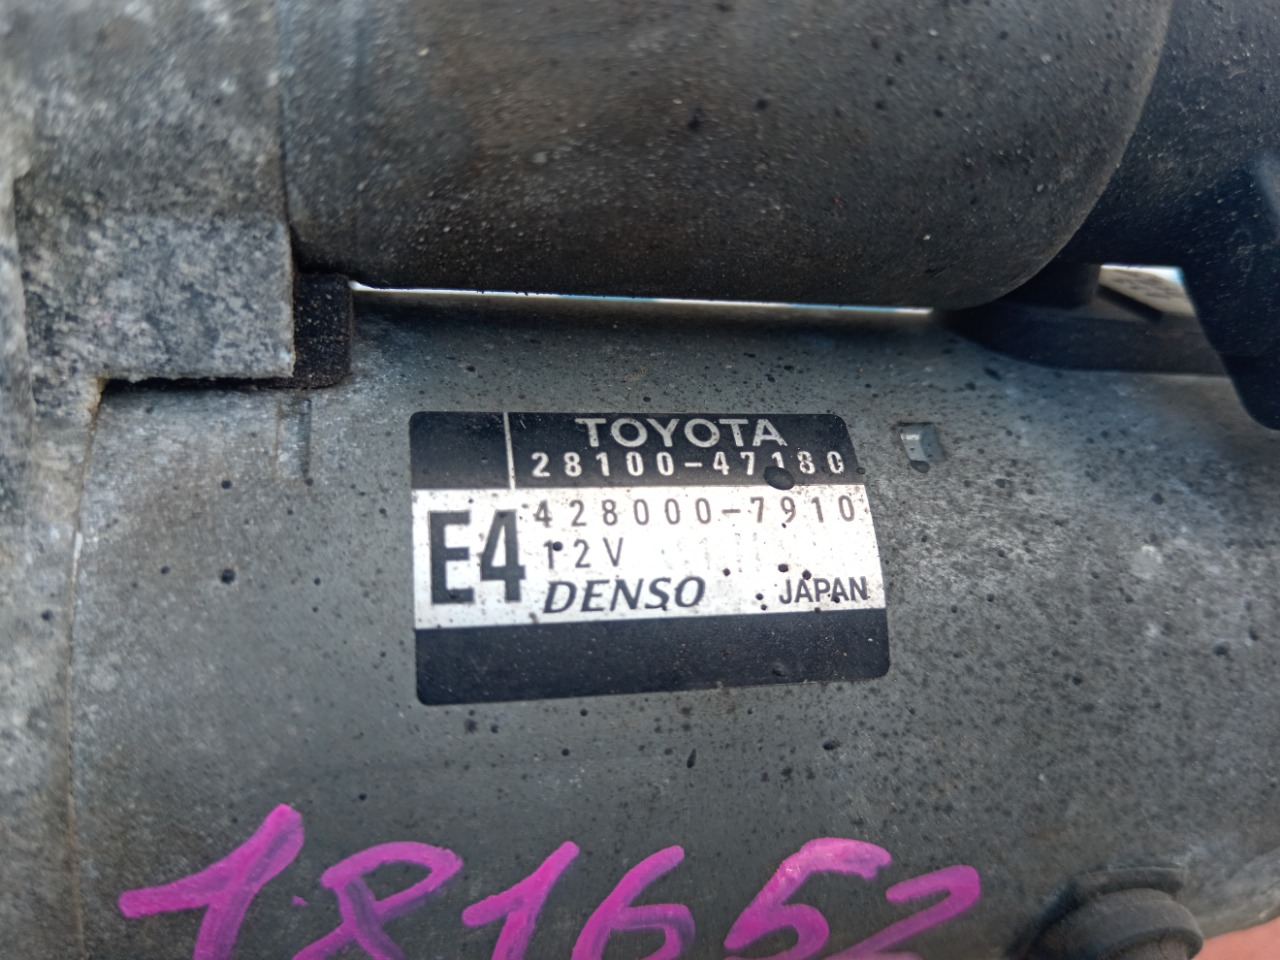 TOYOTA
28100-47180
E4
428000-7910
12V
DENSO JAPAN
181652